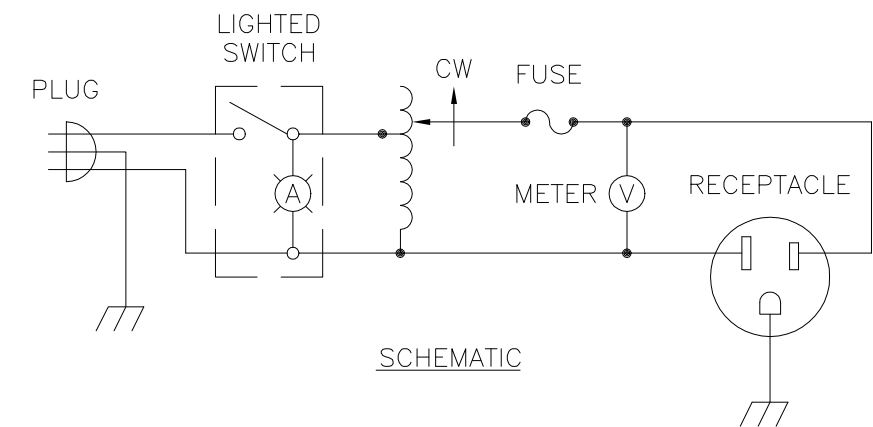 LIGHTED
SWITCH
PLUG
CW
FUSE
A
METER
V
RECEPTACLE
SCHEMATIC